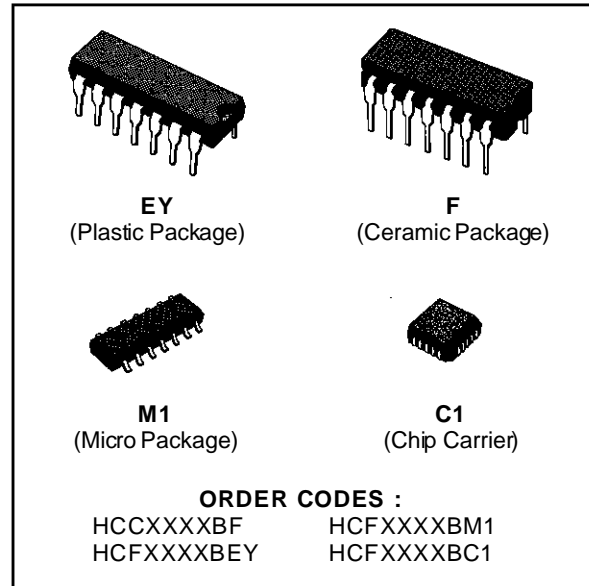 EY
(Plastic Package)
F
(Ceramic Package)
M1
(Micro Package)
C1
(Chip Carrier)
ORDER CODES :
HCCXXXXBF HCFXXXXBM1
HCFXXXXBEY HCFXXXXBC1